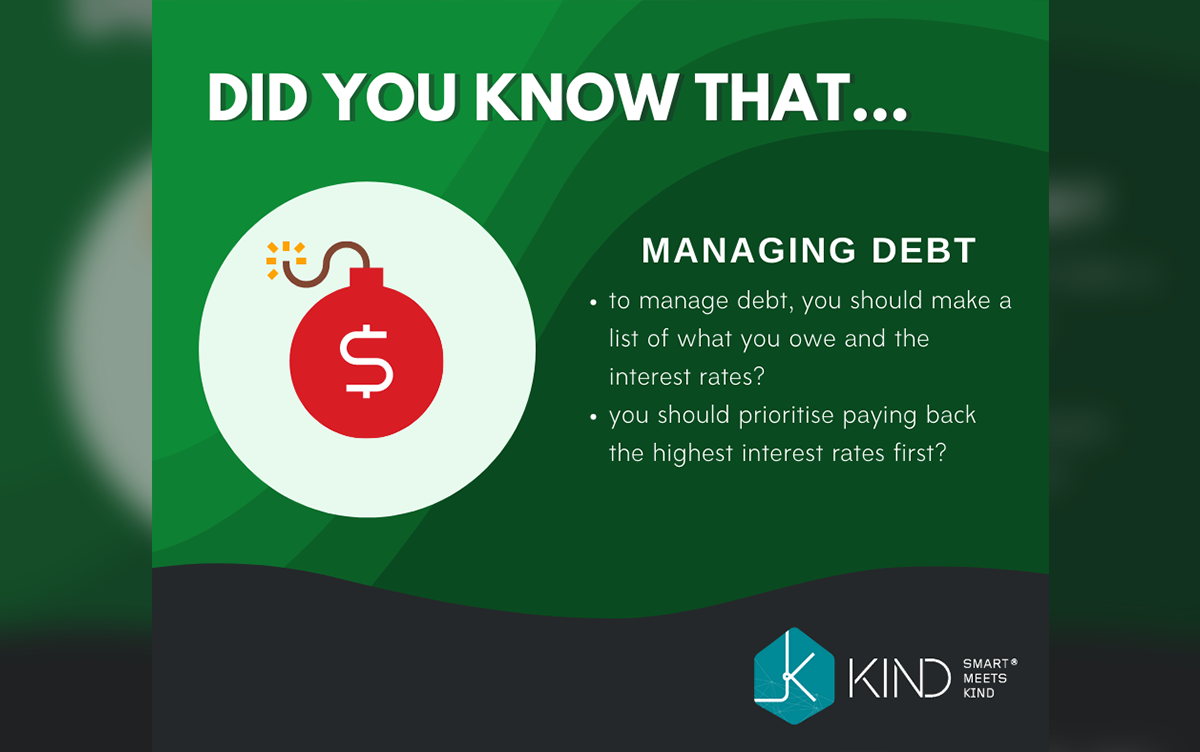 DID YOU KNOW THAT...
$
MANAGING DEBT
• to manage debt, you should make a
list of what you owe and the
interest rates?
• you should prioritise paying back
the highest interest rates first?
K KIND SMART®
MEETS
KIND